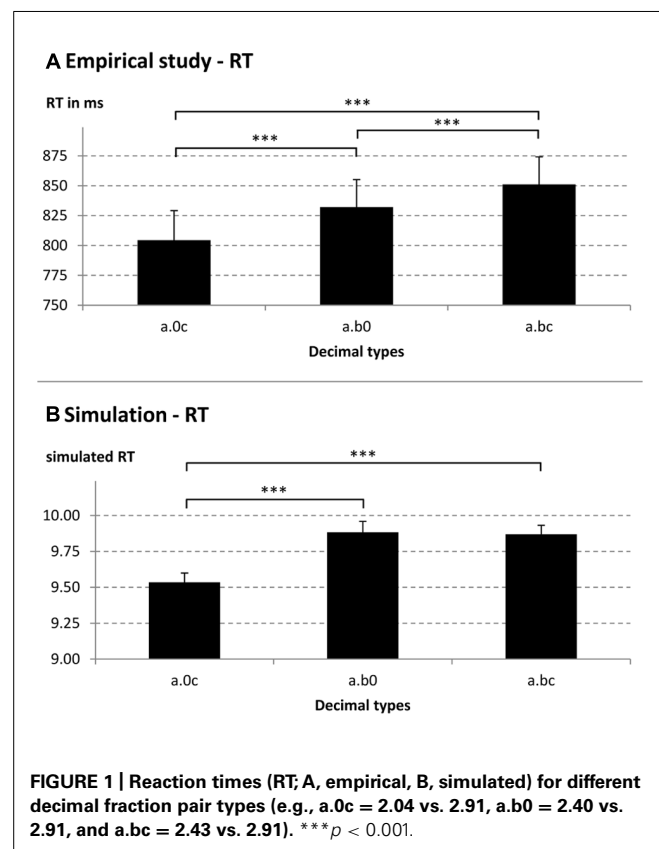 A Empirical study - RT
RT in ms
***
***
***
875
850
825
800
775
750
a.0c a.b0 a.bc
Decimal types
B Simulation - RT
simulated RT
***
***
10.00
9.75
9.50
9.25
9.00
a.0c a.b0 a.bc
Decimal types
FIGURE 1 | Reaction times (RT; A, empirical, B, simulated) for different
decimal fraction pair types (e.g., a.0c = 2.04 vs. 2.91, a.b0 = 2.40 vs.
2.91, and a.bc = 2.43 vs. 2.91). ***p < 0.001.